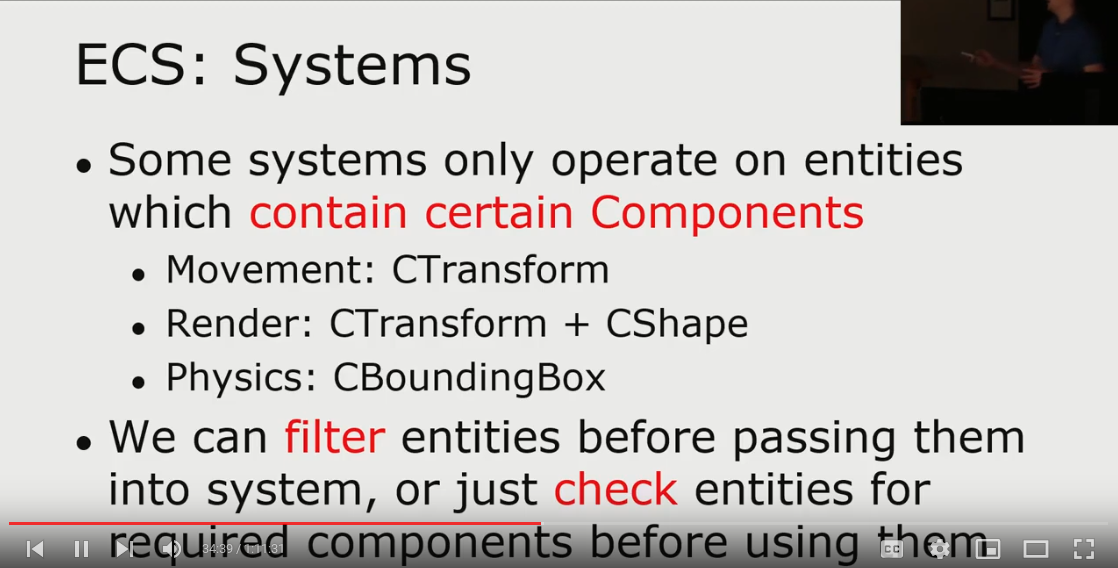 ECS: Systems
• Some systems only operate on entities
which contain certain Components
• Movement: CTransform
• Render: CTransform + CShape
• Physics: CBoundingBox
• We can filter entities before passing them
into system, or just check entities for
required components before using them
34:39 / 1:11:31
CC